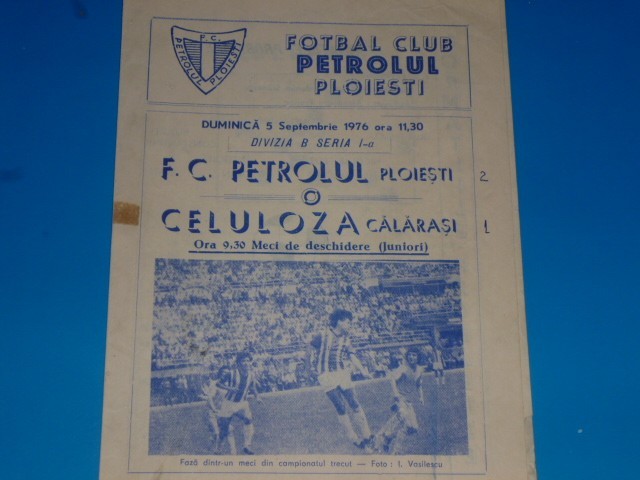 F.C.
PETROLUL PLOIEȘTI
FOTBAL CLUB
PETROLUL
PLOIESTI
DUMINICĂ 5 Septembrie 1976 ora 11,30
DIVIZIA B SERIA I-a
F. C. PETROLUL PLOIEȘTI 2
CELULOZA CĂLĂRAȘI 1
Ora 9,30 Meci de deschidere (juniori)
Fază dintr-un meci din campionatul trecut — Foto : I. Vasilescu